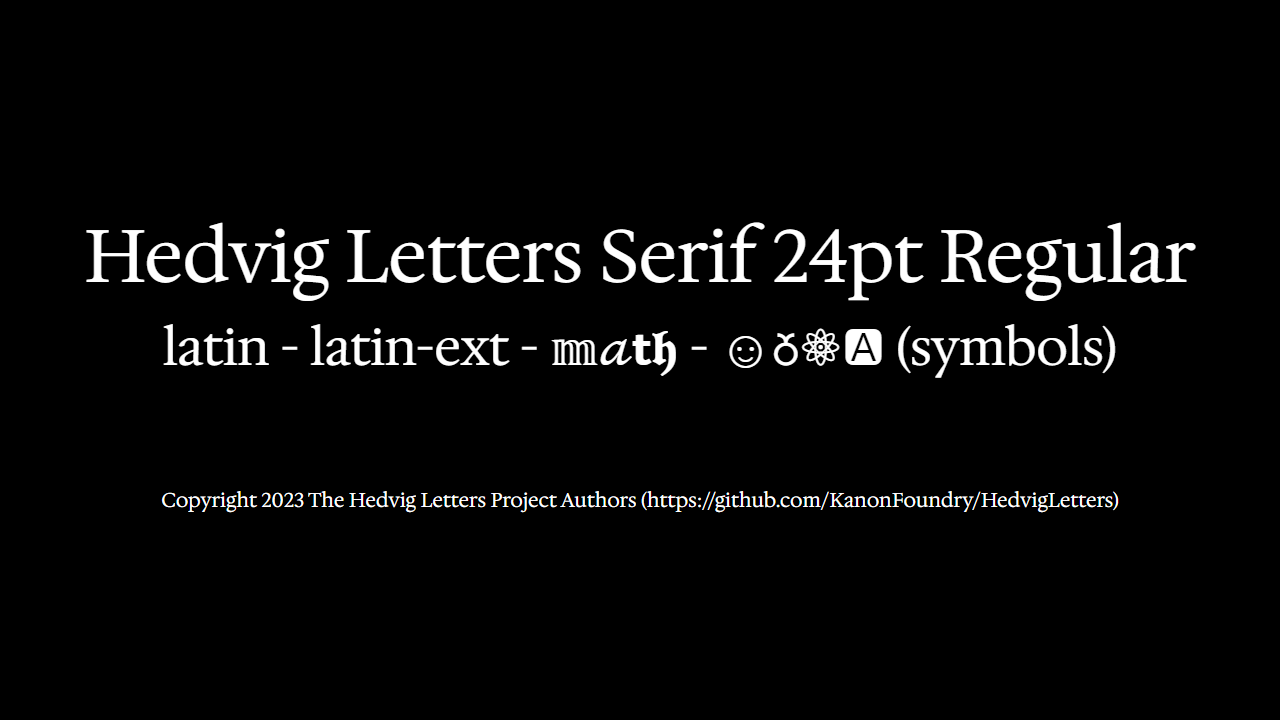 Hedvig Letters Serif 24pt Regular
latin - latin-ext - 𝕞𝒶𝘁𝖍 - ☺♉⚛🅰 (symbols)
Copyright 2023 The Hedvig Letters Project Authors (https://github.com/KanonFoundry/HedvigLetters)